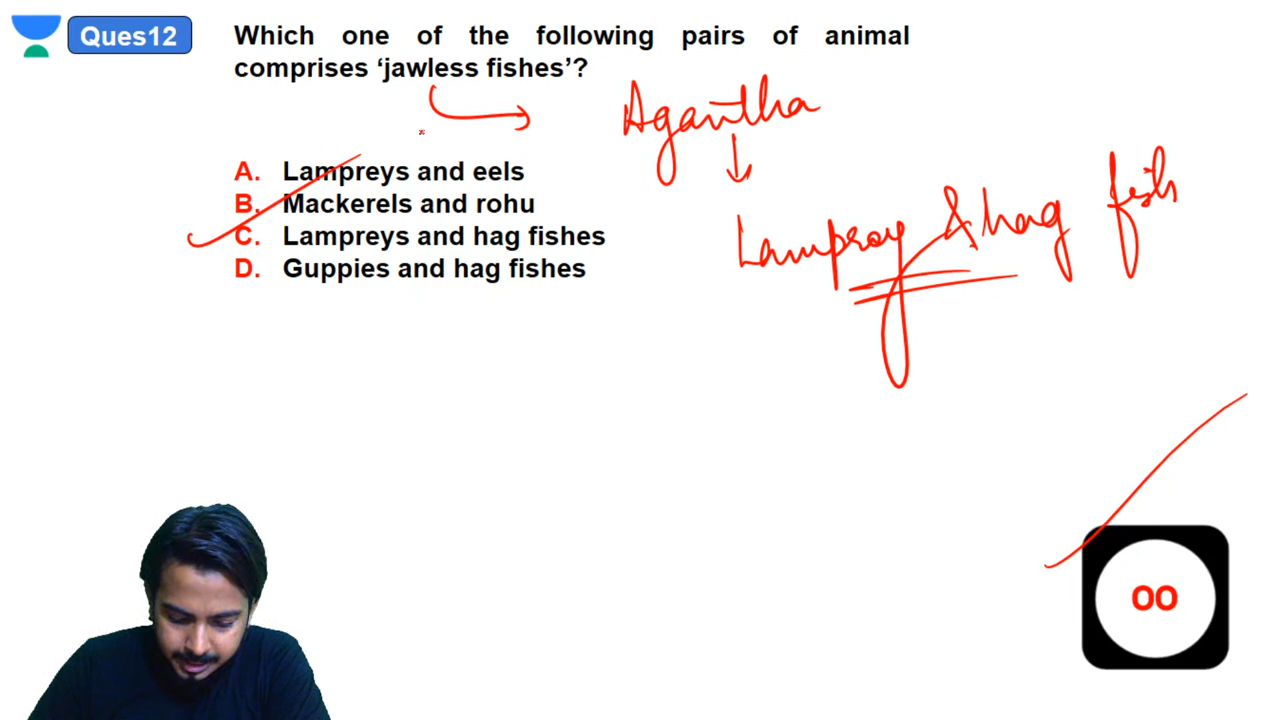 Ques12
Which one of the following pairs of animal
comprises ‘jawless fishes’?
Agantha
A. Lampreys and eels
B. Mackerels and rohu
C. Lampreys and hag fishes
D. Guppies and hag fishes
Lamprey & hag fish
00